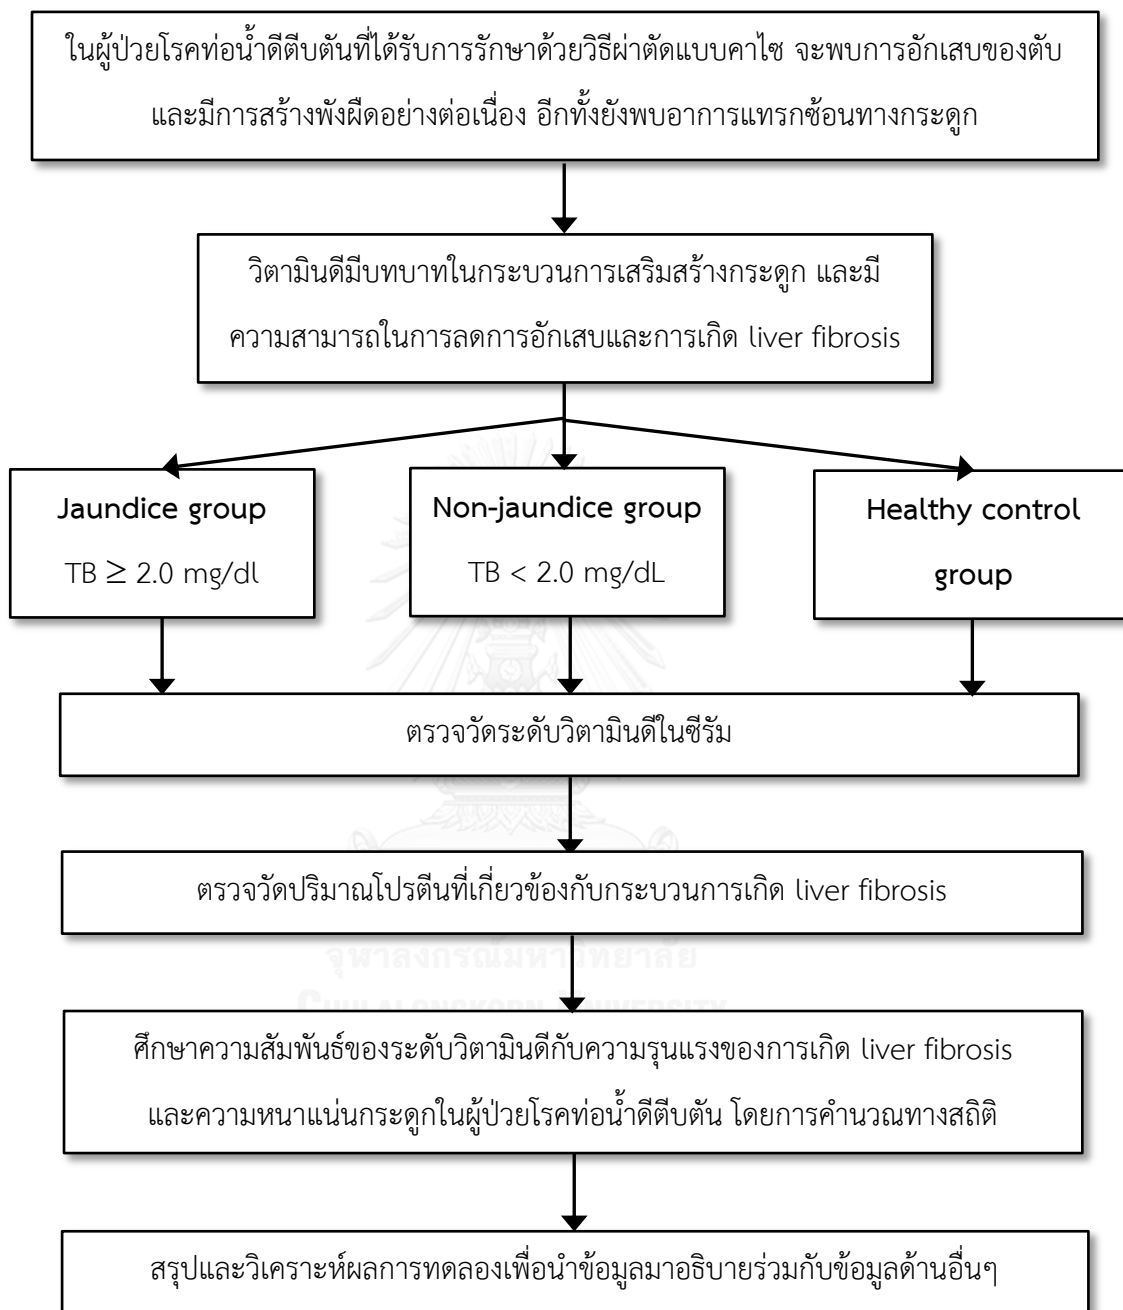 ในผู้ป่วยโรคท่อน้ำดีตีบตันที่ได้รับการรักษาด้วยวิธีผ่าตัดแบบคาไซ จะพบการอักเสบของตับ
และมีการสร้างพังผืดอย่างต่อเนื่อง อีกทั้งยังพบอาการแทรกซ้อนทางกระดูก
วิตามินดีมีบทบาทในกระบวนการเสริมสร้างกระดูก และมี
ความสามารถในการลดการอักเสบและการเกิด liver fibrosis
Jaundice group
TB ≥ 2.0 mg/dl
Non-jaundice group
TB < 2.0 mg/dL
Healthy control
group
ตรวจวัดระดับวิตามินดีในซีรัม
ตรวจวัดปริมาณโปรตีนที่เกี่ยวข้องกับกระบวนการเกิด liver fibrosis
จุฬาลงกรณ์มหาวิทยาลัย
CHULALONGKORN UNIVERSITY
ศึกษาความสัมพันธ์ของระดับวิตามินดีกับความรุนแรงของการเกิด liver fibrosis
และความหนาแน่นกระดูกในผู้ป่วยโรคท่อน้ำดีตีบตัน โดยการคำนวณทางสถิติ
สรุปและวิเคราะห์ผลการทดลองเพื่อนำข้อมูลมาอธิบายร่วมกับข้อมูลด้านอื่นๆ